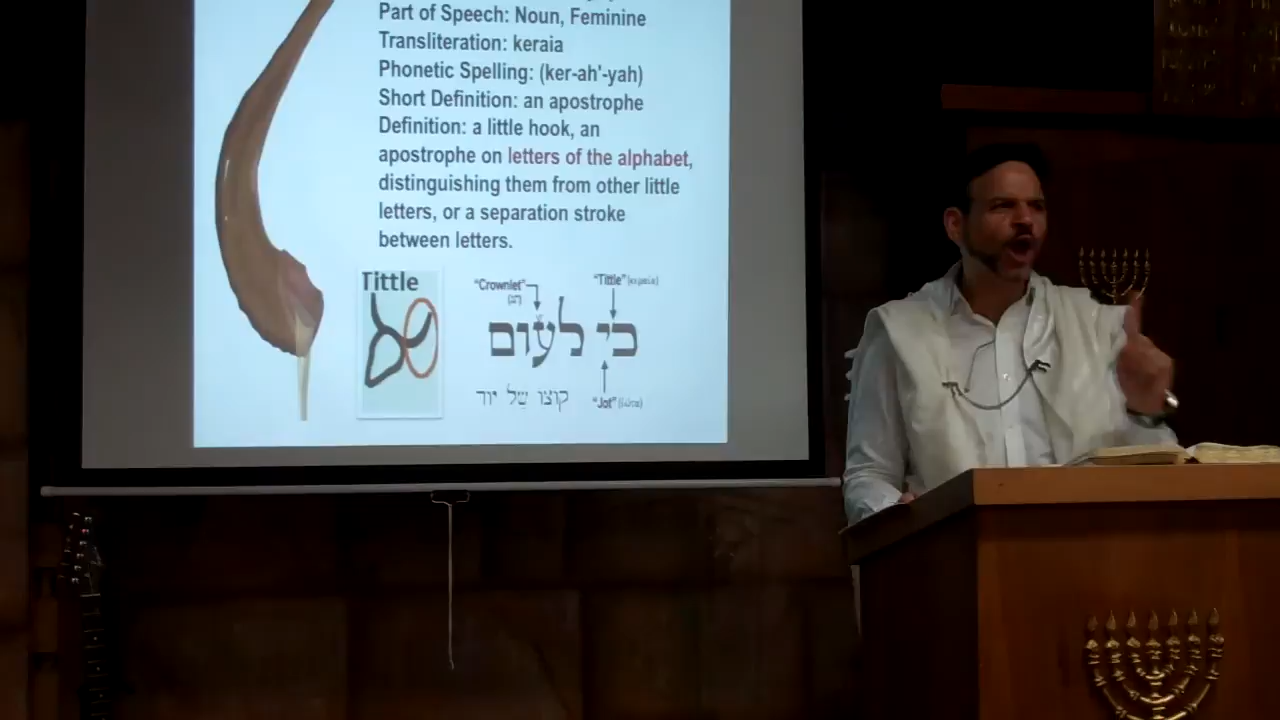 Part of Speech: Noun, Feminine
Transliteration: keraia
Phonetic Spelling: (ker-ah'-yah)
Short Definition: an apostrophe
Definition: a little hook, an
apostrophe on letters of the alphabet,
distinguishing them from other little
letters, or a separation stroke
between letters.
Tittle
“Crownlet”
“Tittle”
כי לעום
קוצו של יוד
“Jot”